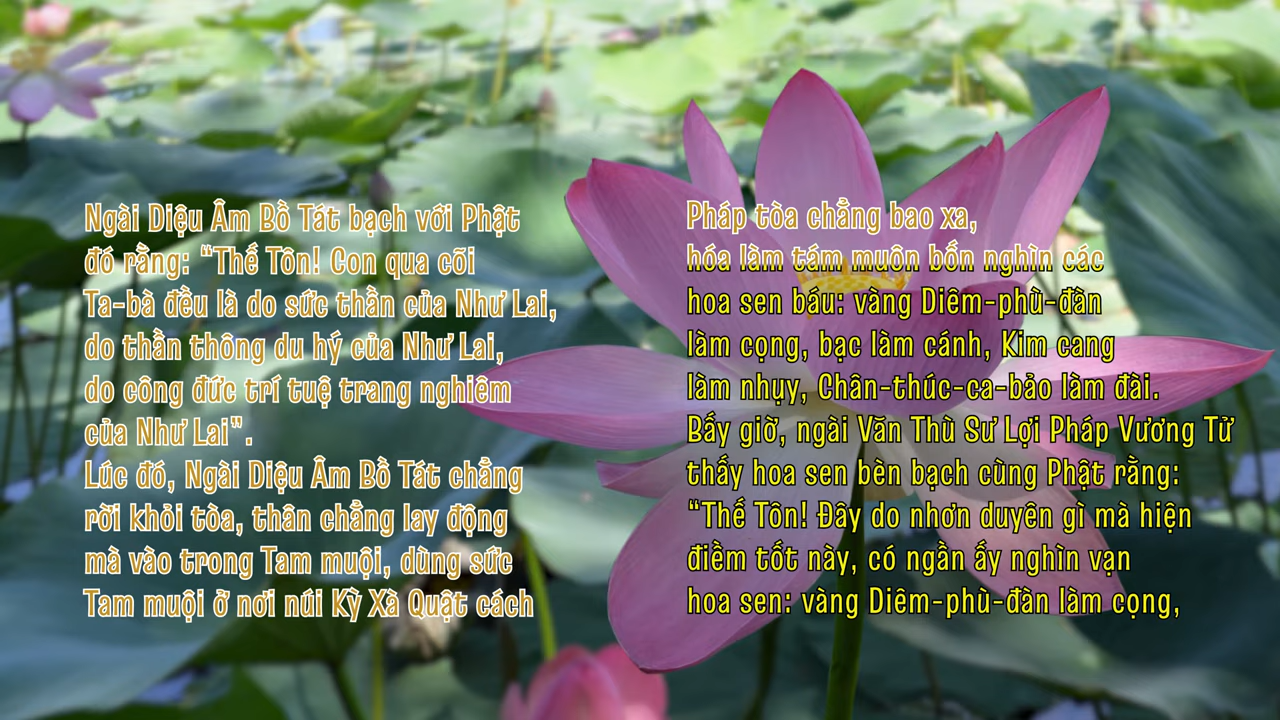 Ngài Diệu Âm Bồ Tát bạch với Phật
đó rằng: “Thế Tôn! Con qua cõi
Ta-bà đều là do sức thần của Như Lai,
do thần thông du hý của Như Lai,
do công đức trí tuệ trang nghiêm
của Như Lai”.
Lúc đó, Ngài Diệu Âm Bồ Tát chẳng
rời khỏi tòa, thân chẳng lay động
mà vào trong Tam muội, dùng sức
Tam muội ở nơi núi Kỳ Xà Quật cách
Pháp tòa chẳng bao xa,
hóa làm tám muôn bốn nghìn các
hoa sen báu: vàng Diêm-phù-đàn
làm cọng, bạc làm cánh, Kim cang
làm nhụy, Chân-thúc-ca-bảo làm đài.
Bấy giờ, ngài Văn Thù Sư Lợi Pháp Vương Tử
thấy hoa sen bèn bạch cùng Phật rằng:
“Thế Tôn! Đây do nhơn duyên gì mà hiện
điềm tốt này, có ngần ấy nghìn vạn
hoa sen: vàng Diêm-phù-đàn làm cọng,